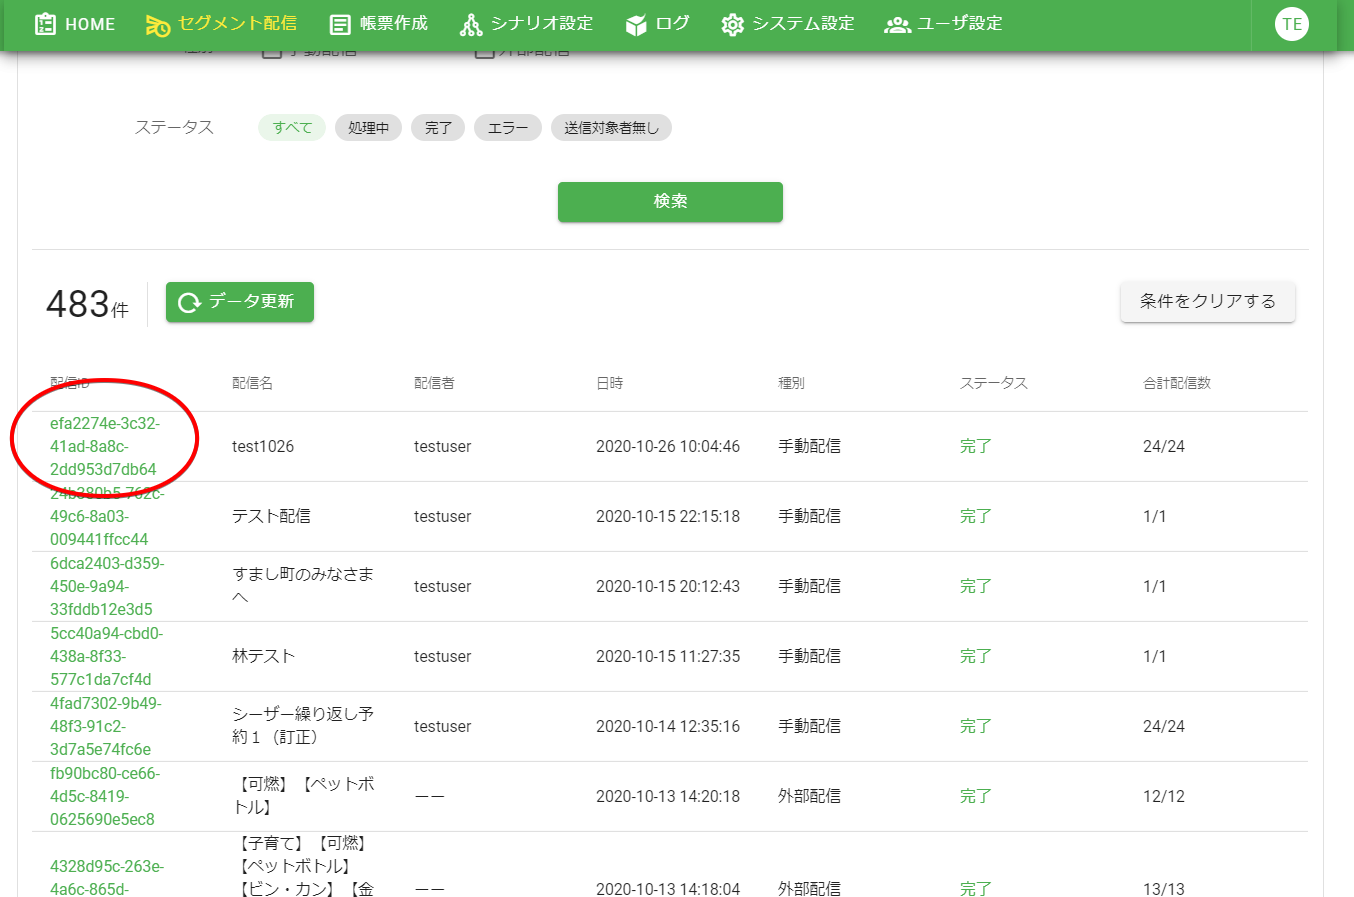 HOME セグメント配信 帳票作成 シナリオ設定 ログ システム設定 ユーザ設定 TE
種別 手動配信 外部配信
ステータス すべて 処理中 完了 エラー 送信対象者無し
検索
483件 データ更新 条件をクリアする
配信ID 配信名 配信者 日時 種別 ステータス 合計配信数
efa2274e-3c32-
41ad-8a8c-
2dd953d7db64
test1026 testuser 2020-10-26 10:04:46 手動配信 完了 24/24
24b380b5-762c-
49c6-8a03-
009441ffcc44
テスト配信 testuser 2020-10-15 22:15:18 手動配信 完了 1/1
6dca2403-d359-
450e-9a94-
33fddb12e3d5
すまし町のみなさま
へ
testuser 2020-10-15 20:12:43 手動配信 完了 1/1
5cc40a94-cbd0-
438a-8f33-
577c1da7cf4d
林テスト testuser 2020-10-15 11:27:35 手動配信 完了 1/1
4fad7302-9b49-
48f3-91c2-
3d7a5e74fc6e
シーザー繰り返し予
約１（訂正）
testuser 2020-10-14 12:35:16 手動配信 完了 24/24
fb90bc80-ce66-
4d5c-8419-
0625690e5ec8
【可燃】【ペットボ
トル】
ーー 2020-10-13 14:20:18 外部配信 完了 12/12
4328d95c-263e-
4a6c-865d-
【子育て】【可燃】
【ペットボトル】
【ビン・カン】【金
ーー 2020-10-13 14:18:04 外部配信 完了 13/13